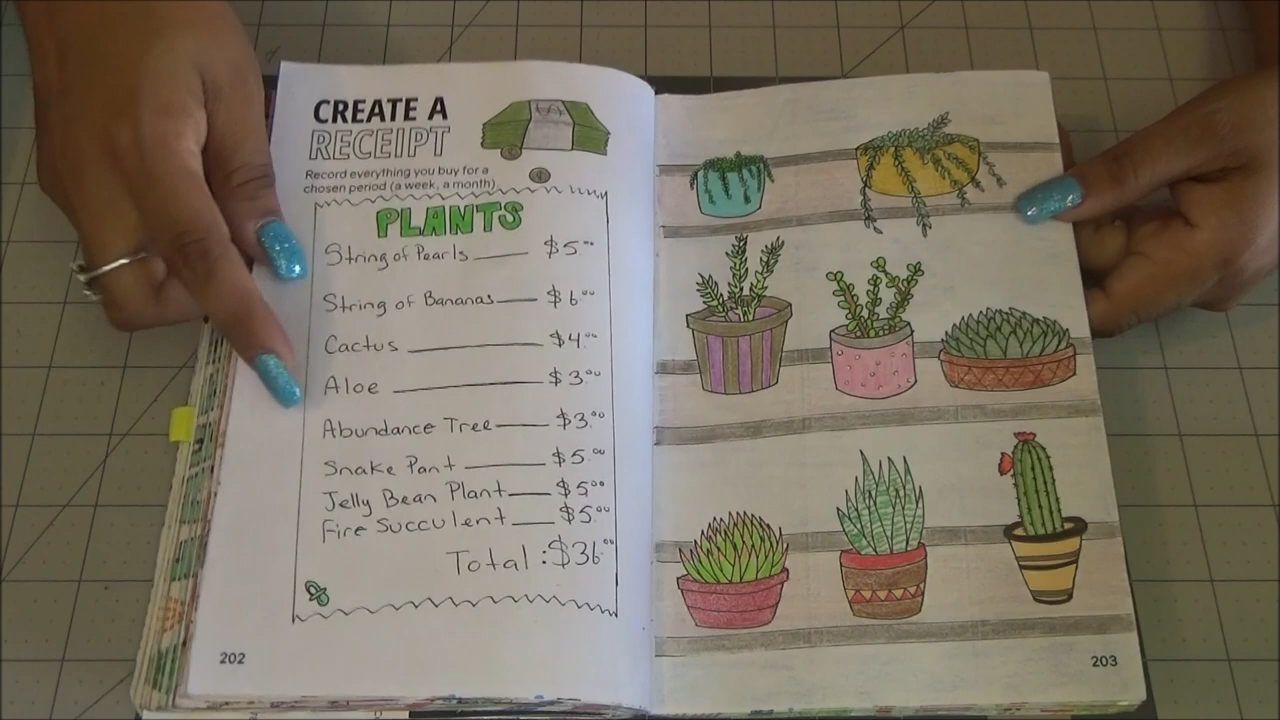 CREATE A
RECEIPT
Record everything you buy for a
chosen period (a week, a month)
PLANTS
String of Pearls $5.00
String of Bananas $6.00
Cactus $4.00
Aloe $3.00
Abundance Tree $3.00
Snake Pant $5.00
Jelly Bean Plant $5.00
Fire Succulent $5.00
Total : $36.00
202
203